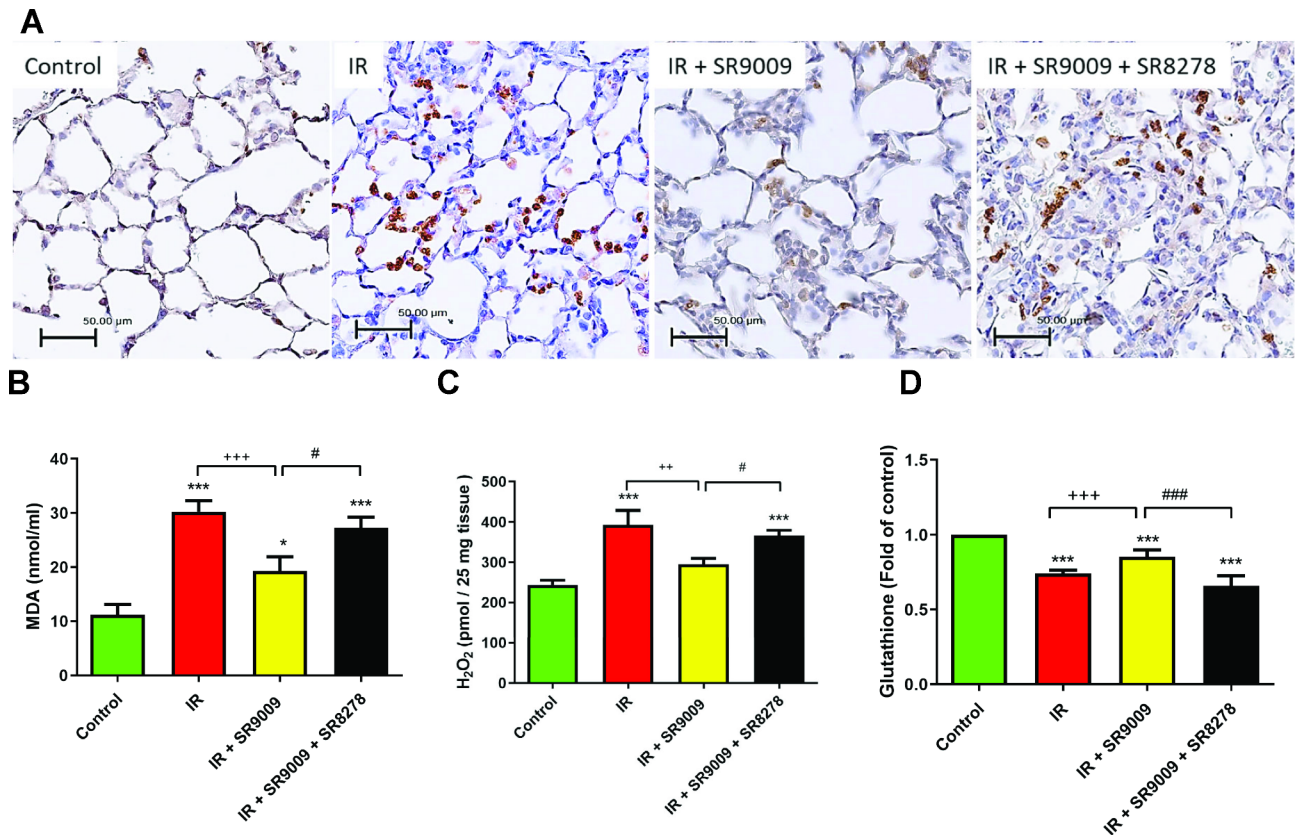 A
Control
IR
IR + SR9009
IR + SR9009 + SR8278
50.00 µm
50.00 µm
50.00 µm
50.00 µm
B
C
D
MDA (nmol/ml)
40
30
20
10
0
***
+++
*
#
***
Control
IR
IR + SR9009
IR + SR9009 + SR8278
H₂O₂ (pmol / 25 mg tissue )
500
400
300
200
100
0
***
++
#
***
Control
IR
IR + SR9009
IR + SR9009 + SR8278
Glutathione (Fold of control)
1.5
1.0
0.5
0.0
+++
###
***
***
***
Control
IR
IR + SR9009
IR + SR9009 + SR8278